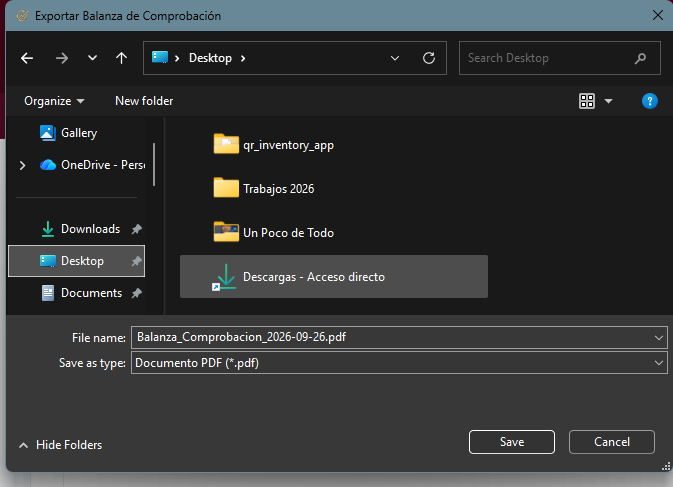 Exportar Balanza de Comprobación
Desktop
Search Desktop
Organize
New folder
Gallery
OneDrive - Pers
Downloads
Desktop
Documents
qr_inventory_app
Trabajos 2026
Un Poco de Todo
Descargas - Acceso directo
File name: Balanza_Comprobacion_2026-09-26.pdf
Save as type: Documento PDF (*.pdf)
Hide Folders
Save
Cancel